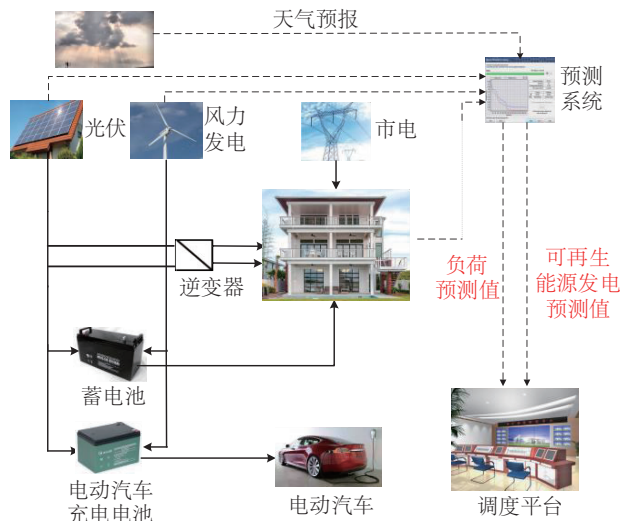 天气预报
预测
系统
光伏
风力
发电
市电
逆变器
负荷
预测值
可再生
能源发电
预测值
蓄电池
电动汽车
充电电池
电动汽车
调度平台